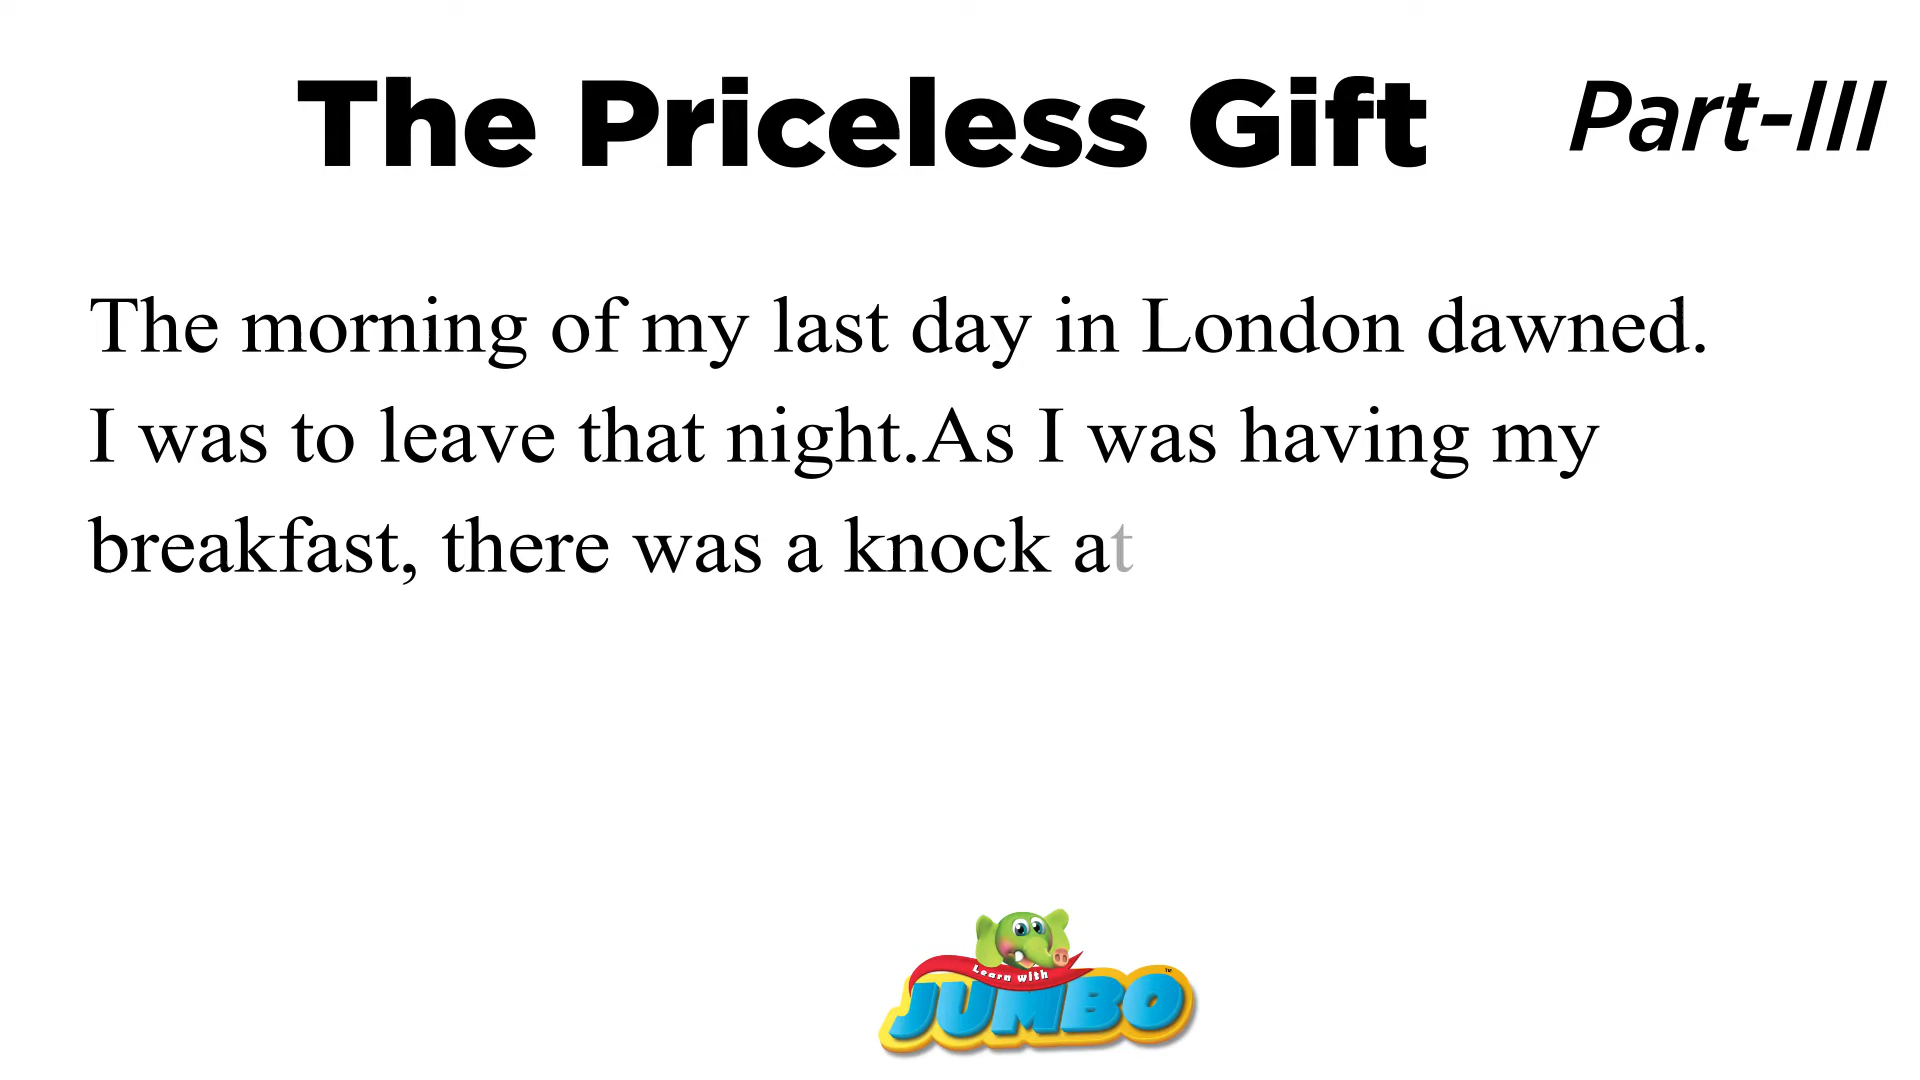 The Priceless Gift Part-III
The morning of my last day in London dawned.
I was to leave that night.As I was having my
breakfast, there was a knock at
Learn with
JUMBO™